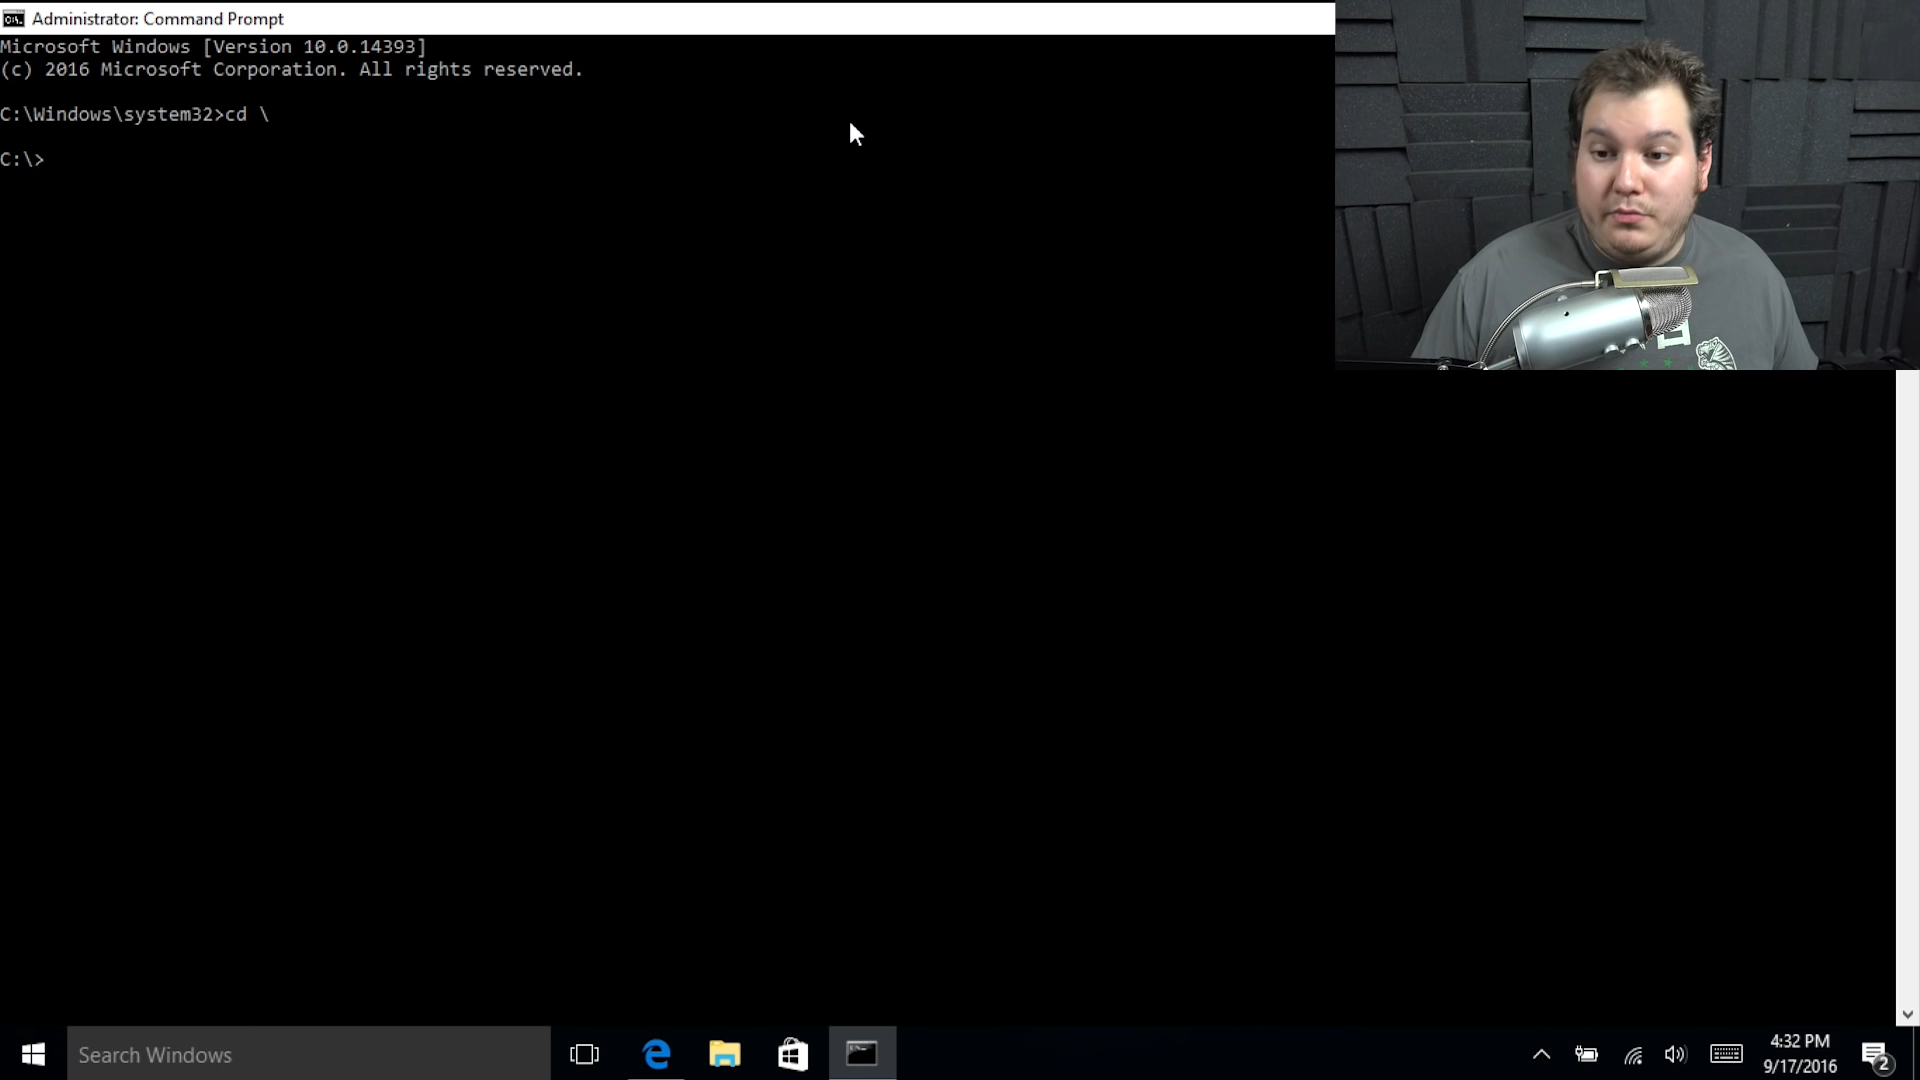 Administrator: Command Prompt
Microsoft Windows [Version 10.0.14393]
(c) 2016 Microsoft Corporation. All rights reserved.
C:\Windows\system32>cd \
C:\>
Search Windows
4:32 PM
9/17/2016
2